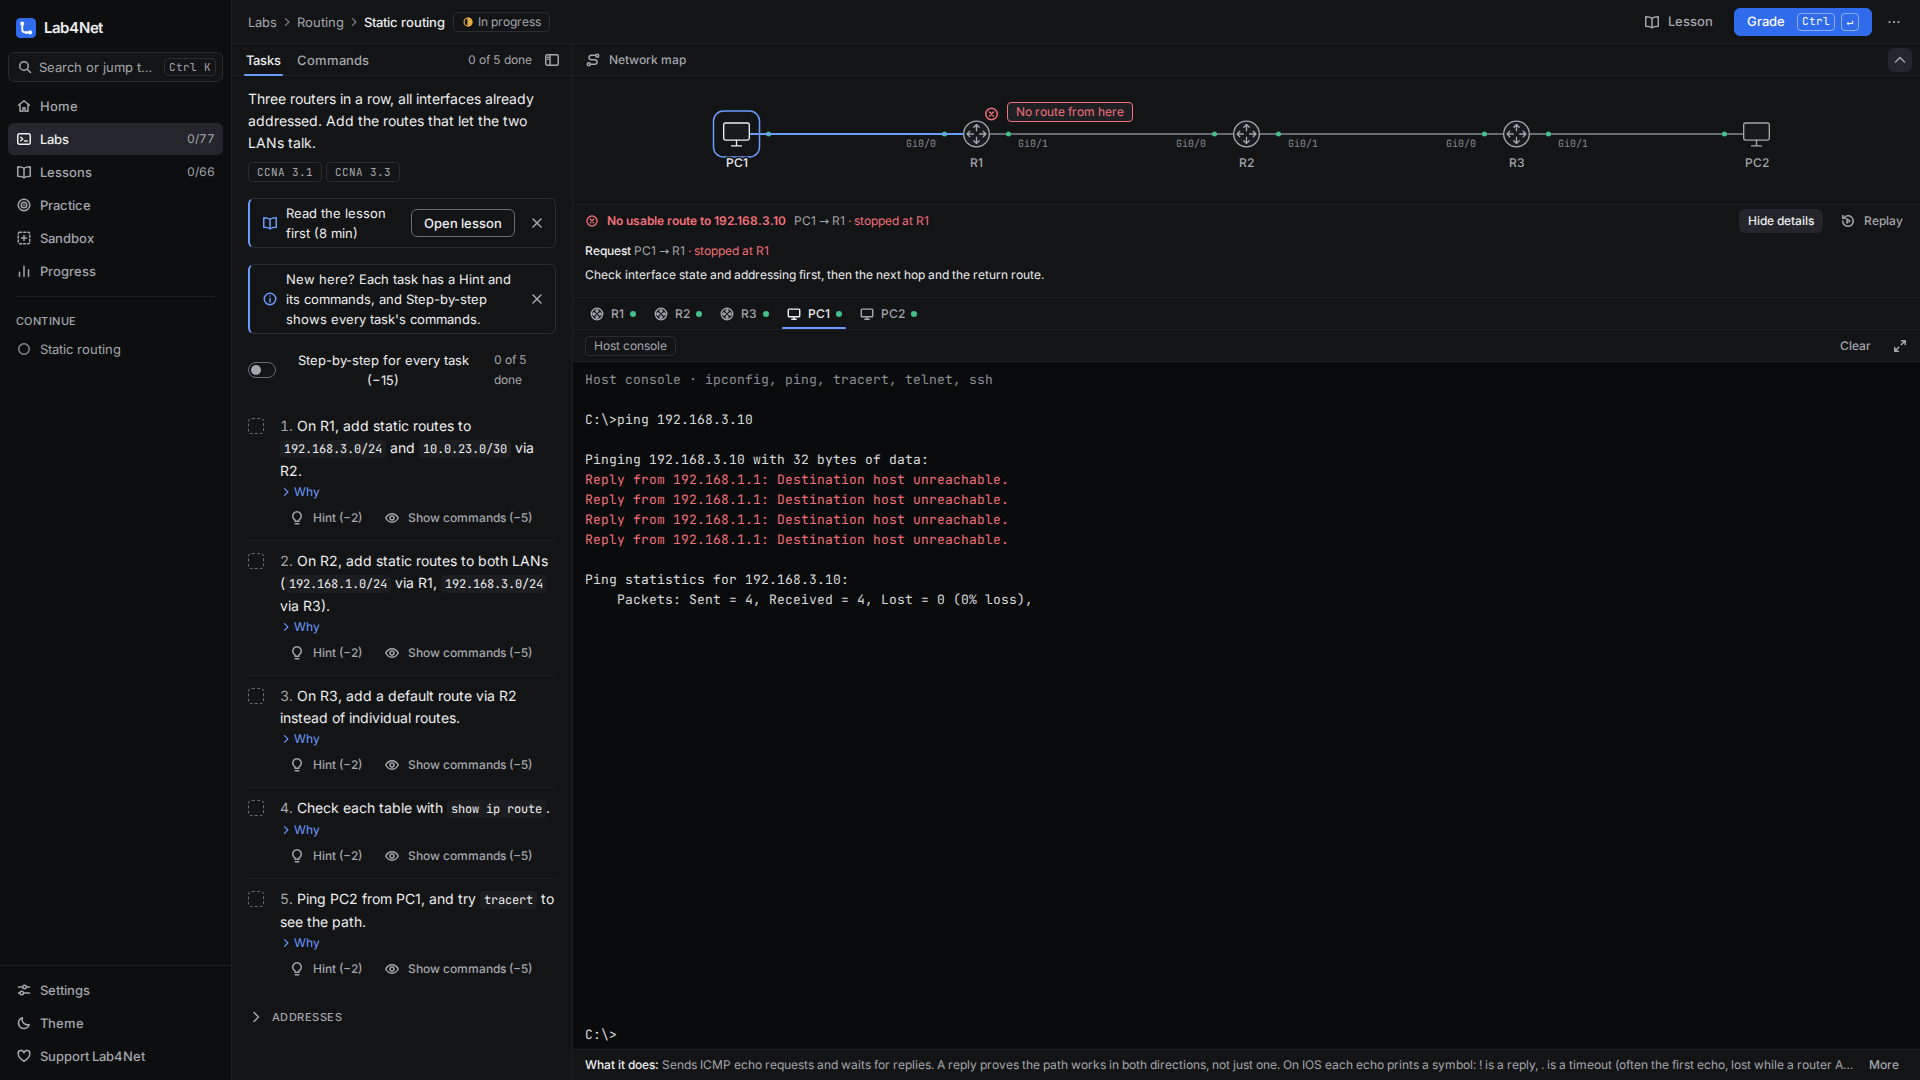 Lab4Net
Search or jump t... Ctrl K
Home
Labs 0/77
Lessons 0/66
Practice
Sandbox
Progress
CONTINUE
Static routing
Settings
Theme
Support Lab4Net
Labs > Routing > Static routing In progress
Lesson Grade Ctrl ↵ ...
Tasks Commands 0 of 5 done
Three routers in a row, all interfaces already
addressed. Add the routes that let the two
LANs talk.
CCNA 3.1 CCNA 3.3
Read the lesson
first (8 min)
Open lesson
New here? Each task has a Hint and
its commands, and Step-by-step
shows every task's commands.
Step-by-step for every task
(−15)
0 of 5
done
1. On R1, add static routes to
192.168.3.0/24 and 10.0.23.0/30 via
R2.
Why
Hint (−2) Show commands (−5)
2. On R2, add static routes to both LANs
(192.168.1.0/24 via R1, 192.168.3.0/24
via R3).
Why
Hint (−2) Show commands (−5)
3. On R3, add a default route via R2
instead of individual routes.
Why
Hint (−2) Show commands (−5)
4. Check each table with show ip route.
Why
Hint (−2) Show commands (−5)
5. Ping PC2 from PC1, and try tracert to
see the path.
Why
Hint (−2) Show commands (−5)
ADDRESSES
Network map
No route from here
Gi0/0 Gi0/1 Gi0/0 Gi0/1 Gi0/0 Gi0/1
PC1 R1 R2 R3 PC2
No usable route to 192.168.3.10 PC1 → R1 · stopped at R1
Hide details Replay
Request PC1 → R1 · stopped at R1
Check interface state and addressing first, then the next hop and the return route.
R1 R2 R3 PC1 PC2
Host console
Clear
Host console · ipconfig, ping, tracert, telnet, ssh
C:\>ping 192.168.3.10
Pinging 192.168.3.10 with 32 bytes of data:
Reply from 192.168.1.1: Destination host unreachable.
Reply from 192.168.1.1: Destination host unreachable.
Reply from 192.168.1.1: Destination host unreachable.
Reply from 192.168.1.1: Destination host unreachable.
Ping statistics for 192.168.3.10:
Packets: Sent = 4, Received = 4, Lost = 0 (0% loss),
C:\>
What it does: Sends ICMP echo requests and waits for replies. A reply proves the path works in both directions, not just one. On IOS each echo prints a symbol: ! is a reply, . is a timeout (often the first echo, lost while a router A... More